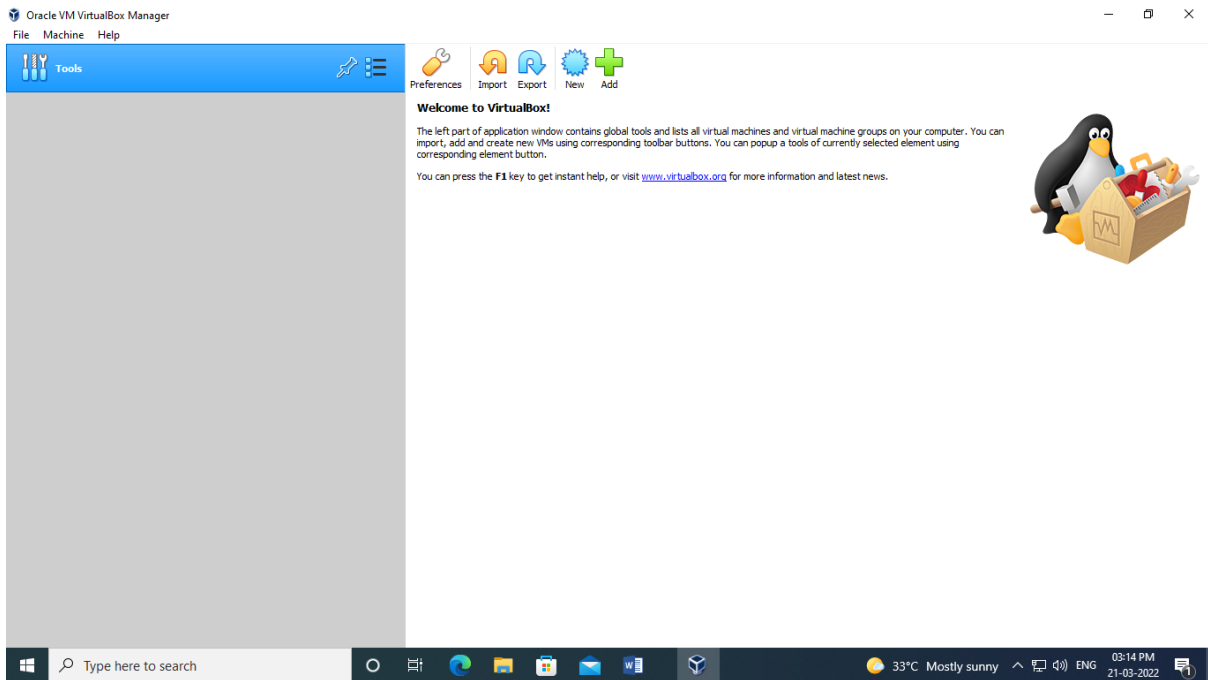 Oracle VM VirtualBox Manager
File Machine Help
Tools
Preferences Import Export New Add
Welcome to VirtualBox!
The left part of application window contains global tools and lists all virtual machines and virtual machine groups on your computer. You can
import, add and create new VMs using corresponding toolbar buttons. You can popup a tools of currently selected element using
corresponding element button.
You can press the F1 key to get instant help, or visit www.virtualbox.org for more information and latest news.
Type here to search
33°C Mostly sunny
ENG
03:14 PM
21-03-2022
1